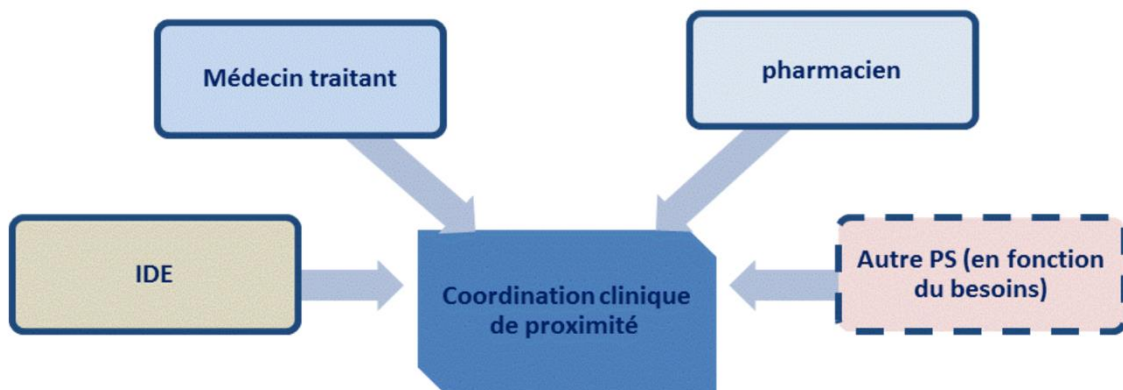 Médecin traitant
pharmacien
IDE
Coordination clinique
de proximité
Autre PS (en fonction
du besoins)